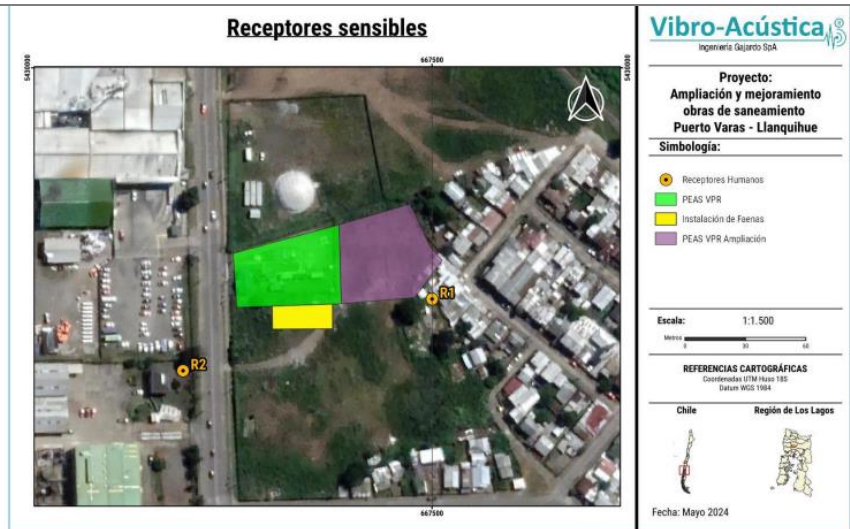 Receptores sensibles
667500
5430000
5430000
R1
R2
667500
Vibro-Acústica
Ingeniería Gajardo SpA
Proyecto:
Ampliación y mejoramiento
obras de saneamiento
Puerto Varas - Llanquihue
Simbología:
Receptores Humanos
PEAS VPR
Instalación de Faenas
PEAS VPR Ampliación
Escala: 1:1.500
Metros
0 30 60
REFERENCIAS CARTOGRÁFICAS
Coordenadas UTM Huso 18S
Datum WGS 1984
Chile Región de Los Lagos
Fecha: Mayo 2024